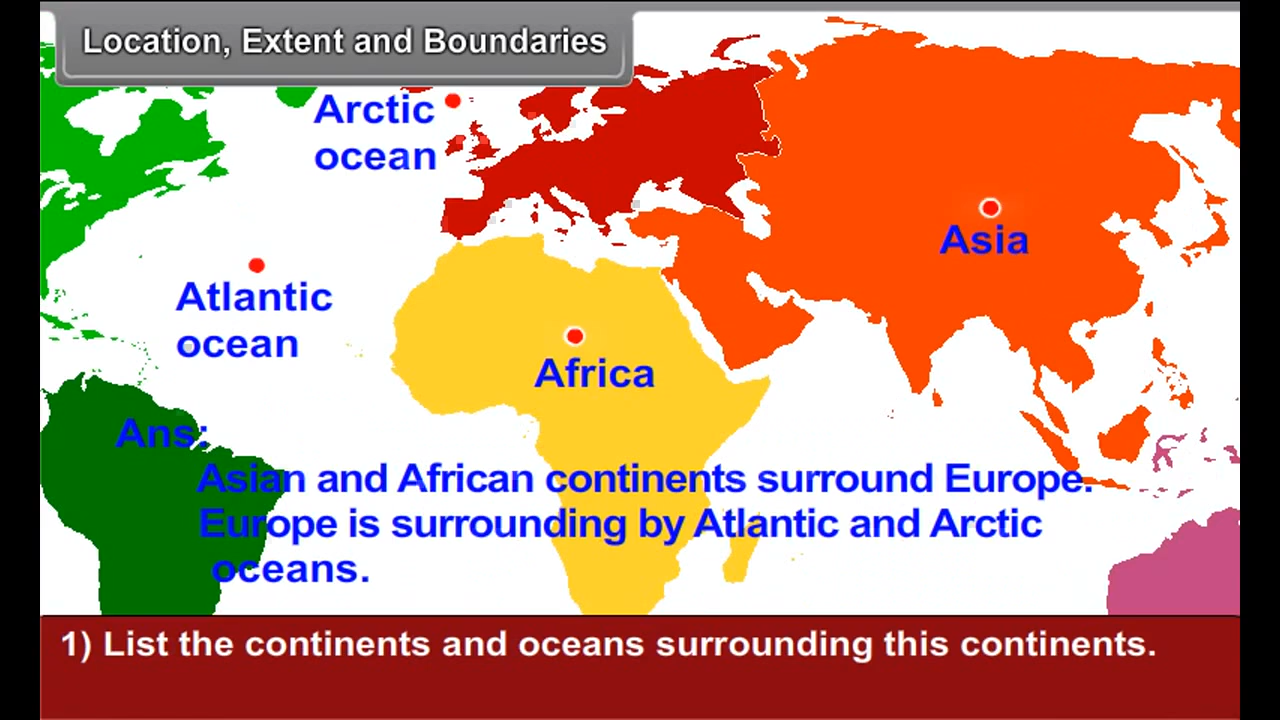 Location, Extent and Boundaries
Arctic
ocean
Asia
Atlantic
ocean
Africa
Ans:
Asian and African continents surround Europe.
Europe is surrounding by Atlantic and Arctic
oceans.
1) List the continents and oceans surrounding this continents.